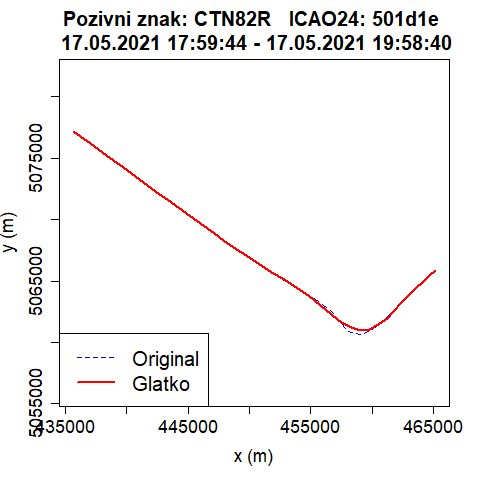 Pozivni znak: CTN82R   ICAO24: 501d1e
17.05.2021 17:59:44 - 17.05.2021 19:58:40
5075000
5065000
5055000
y (m)
Original
Glatko
435000 445000 455000 465000
x (m)